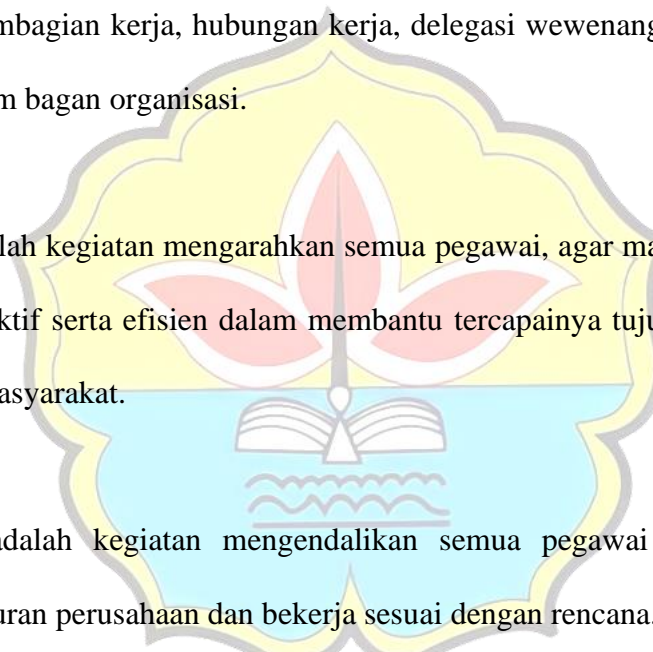 mbagian kerja, hubungan kerja, delegasi wewenang
m bagan organisasi.
lah kegiatan mengarahkan semua pegawai, agar ma
ktif serta efisien dalam membantu tercapainya tuju
asyarakat.
adalah kegiatan mengendalikan semua pegawai
uran perusahaan dan bekerja sesuai dengan rencana.